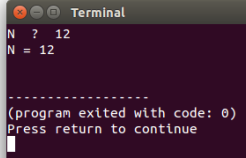 Terminal
N  ?  12
N = 12
------------------
(program exited with code: 0)
Press return to continue